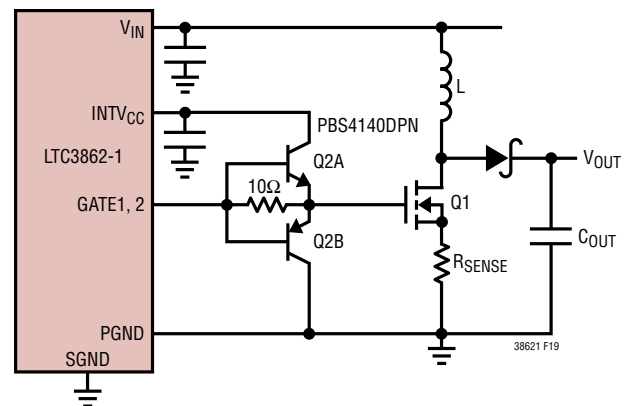 V_IN
L
INTV_CC
PBS4140DPN
LTC3862-1
Q2A
10Ω
V_OUT
GATE1, 2
Q1
Q2B
C_OUT
R_SENSE
PGND
38621 F19
SGND